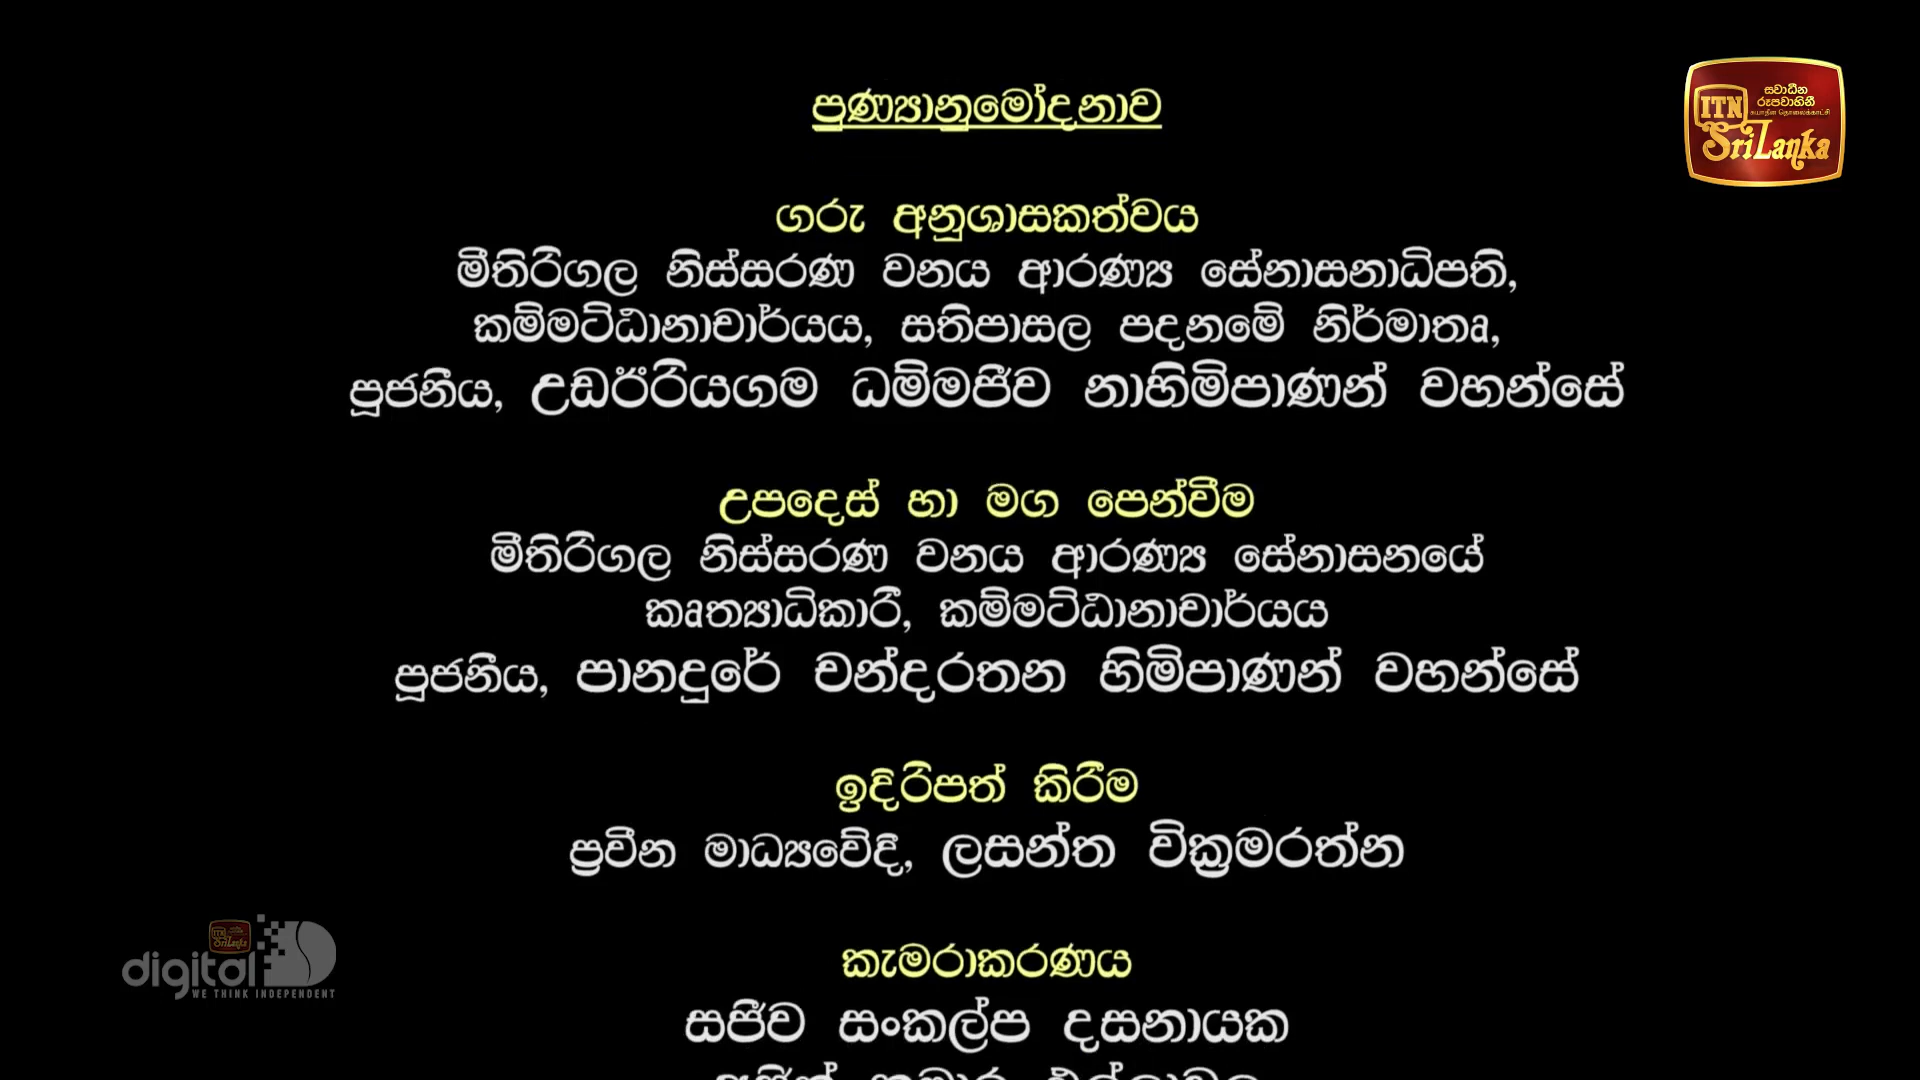 පුණ්‍යානුමෝදනාව
ITN
ස්වාධීන
රූපවාහිනී
சுயாதீன தொலைக்காட்சி
SriLanka
ගරු අනුශාසකත්වය
මීතිරිගල නිස්සරණ වනය ආරණ්‍ය සේනාසනාධිපති,
කම්මට්ඨානාචාර්යය, සතිපාසල පදනමේ නිර්මාතෘ,
පූජනීය, උඩඊරියගම ධම්මජීව නාහිමිපාණන් වහන්සේ
උපදෙස් හා මග පෙන්වීම
මීතිරිගල නිස්සරණ වනය ආරණ්‍ය සේනාසනයේ
කෘත්‍යාධිකාරී, කම්මට්ඨානාචාර්යය
පූජනීය, පානදුරේ චන්දරතන හිමිපාණන් වහන්සේ
ඉදිරිපත් කිරීම
ප්‍රවීන මාධ්‍යවේදී, ලසන්ත වික්‍රමරත්න
කැමරාකරණය
සජීව සංකල්ප දසනායක
digital
WE THINK INDEPENDENT